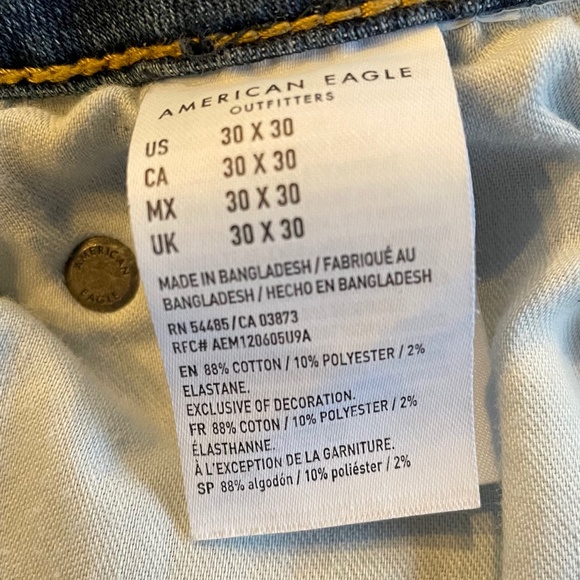 AMERICAN EAGLE
OUTFITTERS
US 30 X 30
CA 30 X 30
MX 30 X 30
UK 30 X 30
MADE IN BANGLADESH / FABRIQUÉ AU
BANGLADESH / HECHO EN BANGLADESH
RN 54485 / CA 03873
RFC# AEM120605U9A
EN 88% COTTON / 10% POLYESTER / 2%
ELASTANE.
EXCLUSIVE OF DECORATION.
FR 88% COTON / 10% POLYESTER / 2%
ÉLASTHANNE.
À L'EXCEPTION DE LA GARNITURE.
SP 88% algodón / 10% poliéster / 2%
AMERICAN
EAGLE